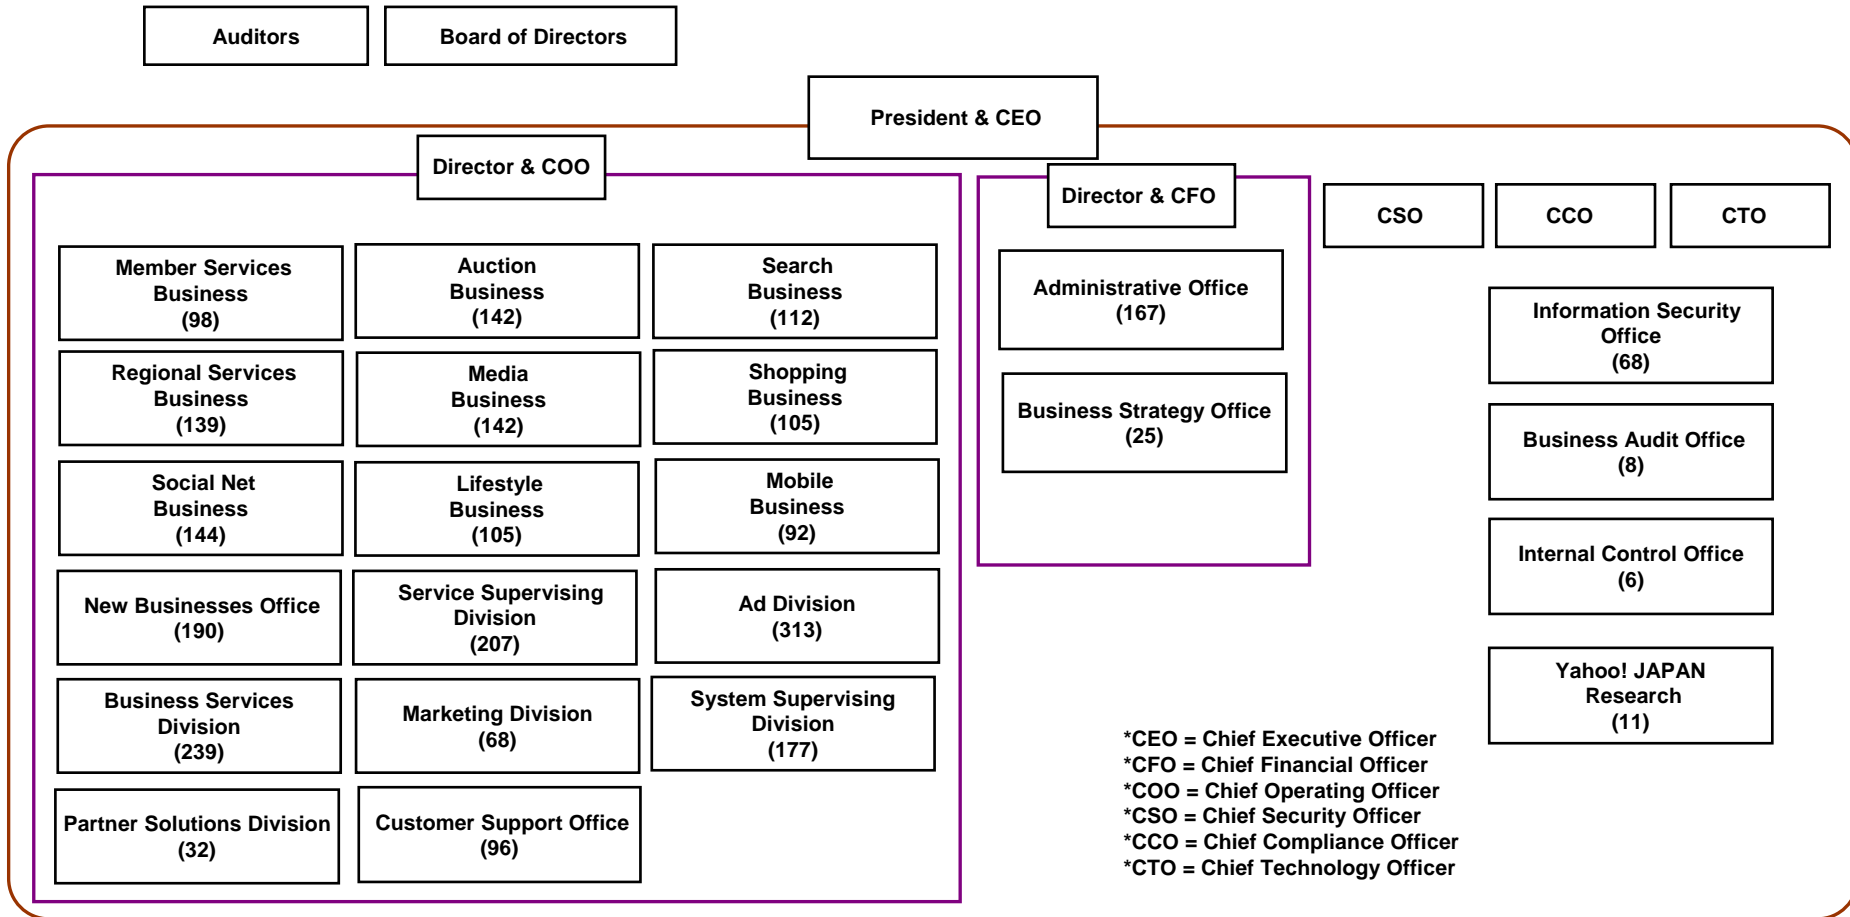 Auditors
Board of Directors
President & CEO
Director & COO
Member Services
Business
(98)
Auction
Business
(142)
Search
Business
(112)
Regional Services
Business
(139)
Media
Business
(142)
Shopping
Business
(105)
Social Net
Business
(144)
Lifestyle
Business
(105)
Mobile
Business
(92)
New Businesses Office
(190)
Service Supervising
Division
(207)
Ad Division
(313)
Business Services
Division
(239)
Marketing Division
(68)
System Supervising
Division
(177)
Partner Solutions Division
(32)
Customer Support Office
(96)
Director & CFO
Administrative Office
(167)
Business Strategy Office
(25)
CSO
CCO
CTO
Information Security
Office
(68)
Business Audit Office
(8)
Internal Control Office
(6)
Yahoo! JAPAN
Research
(11)
*CEO = Chief Executive Officer
*CFO = Chief Financial Officer
*COO = Chief Operating Officer
*CSO = Chief Security Officer
*CCO = Chief Compliance Officer
*CTO = Chief Technology Officer